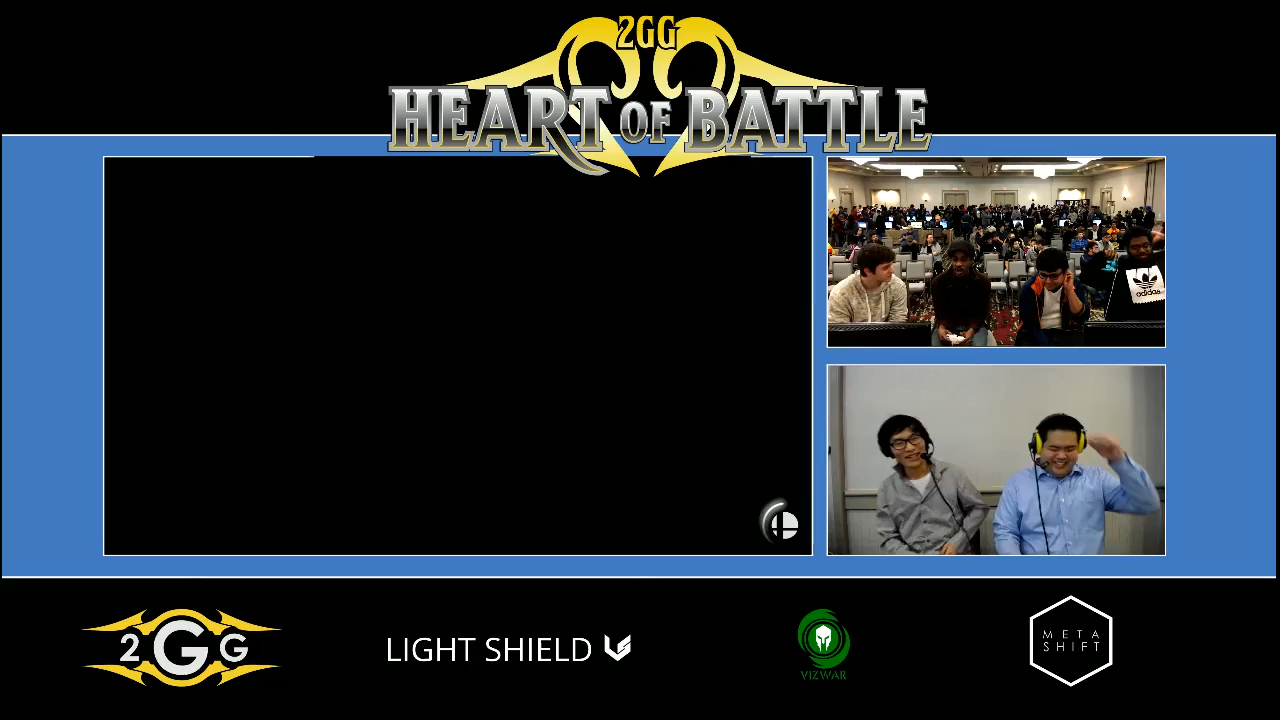 2GG
HEART OF BATTLE
adidas
2GG
LIGHT SHIELD
VIZWAR
META
SHIFT